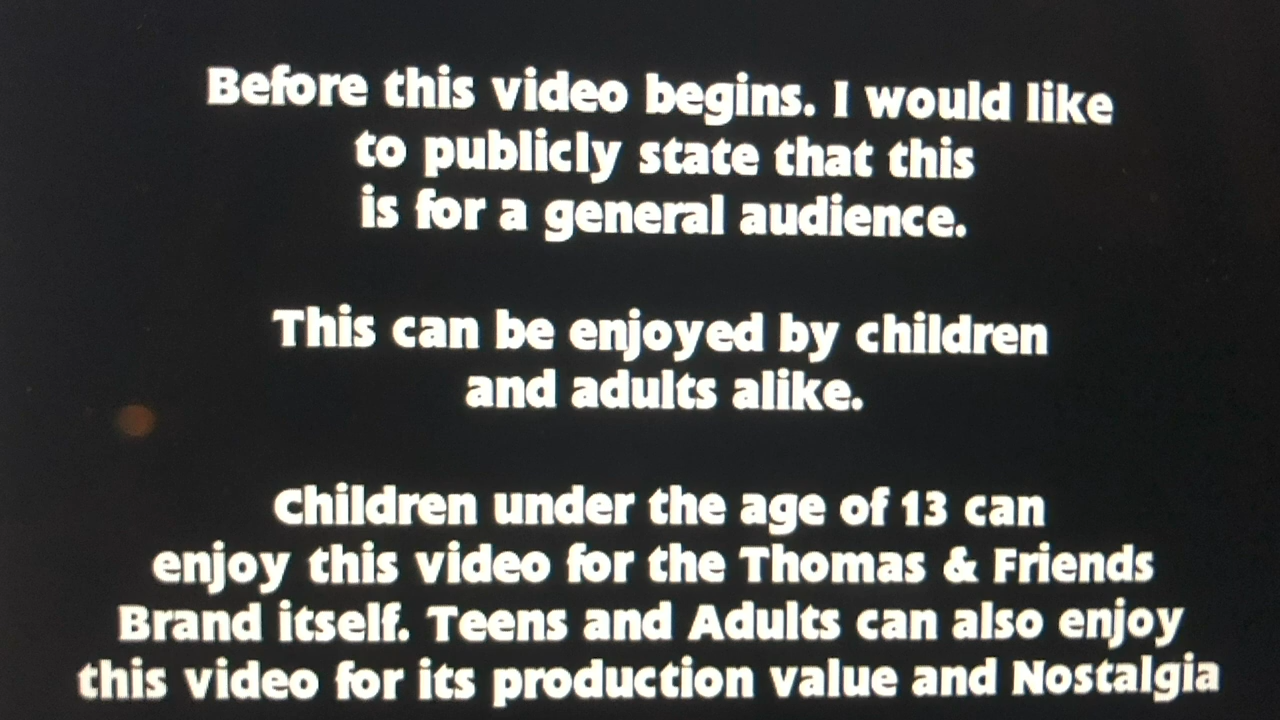 Before this video begins. I would like
to publicly state that this
is for a general audience.
This can be enjoyed by children
and adults alike.
Children under the age of 13 can
enjoy this video for the Thomas & Friends
Brand itself. Teens and Adults can also enjoy
this video for its production value and Nostalgia